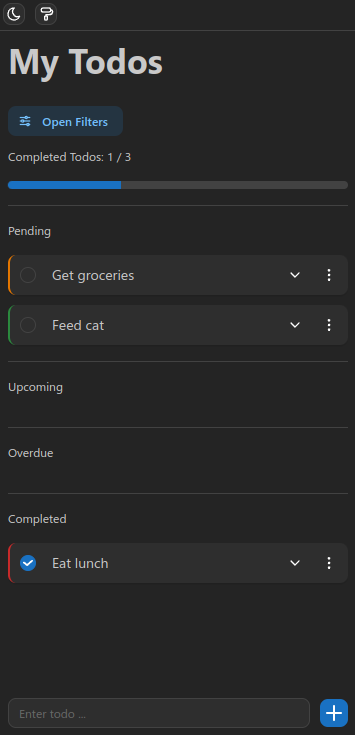 My Todos
Open Filters
Completed Todos: 1 / 3
Pending
Get groceries
Feed cat
Upcoming
Overdue
Completed
Eat lunch
Enter todo ...